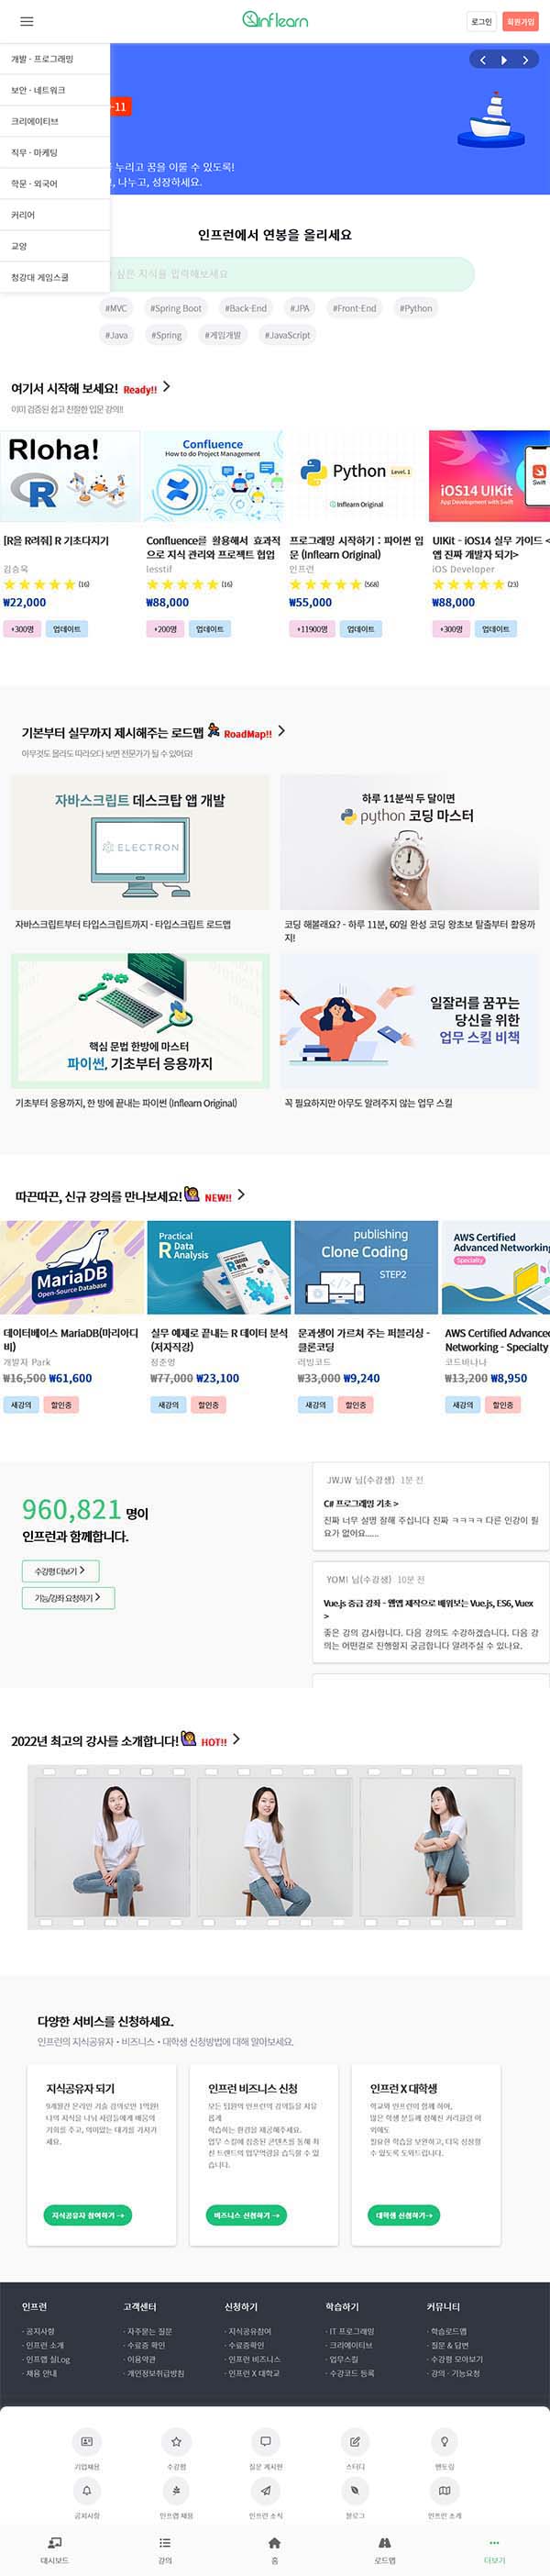 inflearn
로그인
회원가입
개발 · 프로그래밍
보안 · 네트워크
크리에이티브
직무 · 마케팅
학문 · 외국어
커리어
교양
청강대 게임스쿨
-11
누리고 꿈을 이룰 수 있도록!
, 나누고, 성장하세요.
인프런에서 연봉을 올리세요
싶은 지식을 입력해보세요
#MVC #Spring Boot #Back-End #JPA #Front-End #Python
#Java #Spring #게임개발 #JavaScript
여기서 시작해 보세요! Ready!!
이미 검증된 쉽고 친절한 입문 강의!!
Rloha!
R
Confluence
How to do Project Management
Python Level. 1
Inflearn Original
iOS14 UIKit
App Development with Swift
Swift
[R을 R려줘] R 기초다지기
김승욱
(16)
₩22,000
+300명 업데이트
Confluence를 활용해서 효과적
으로 지식 관리와 프로젝트 협업
lesstif
(16)
₩88,000
+200명 업데이트
프로그래밍 시작하기 : 파이썬 입
문 (Inflearn Original)
인프런
(568)
₩55,000
+11900명 업데이트
UIKit - iOS14 실무 가이드 <
앱 진짜 개발자 되기>
iOS Developer
(23)
₩88,000
+300명 업데이트
기본부터 실무까지 제시해주는 로드맵 RoadMap!!
아무것도 몰라도 따라오다 보면 전문가가 될 수 있어요!
자바스크립트 데스크탑 앱 개발
ELECTRON
자바스크립트부터 타입스크립트까지 - 타입스크립트 로드맵
하루 11분씩 두 달이면
python 코딩 마스터
코딩 해볼래요? - 하루 11분, 60일 완성 코딩 왕초보 탈출부터 활용까
지!
핵심 문법 한방에 마스터
파이썬, 기초부터 응용까지
기초부터 응용까지, 한 방에 끝내는 파이썬 (Inflearn Original)
일잘러를 꿈꾸는
당신을 위한
업무 스킬 비책
꼭 필요하지만 아무도 알려주지 않는 업무 스킬
따끈따끈, 신규 강의를 만나보세요! NEW!!
MariaDB
Open-Source Database
Practical
R Data
Analysis
publishing
Clone Coding
STEP2
AWS Certified
Advanced Networking
Specialty
데이터베이스 MariaDB(마리아디
비)
개발자 Park
₩16,500 ₩61,600
새강의 할인중
실무 예제로 끝내는 R 데이터 분석
(저자직강)
정춘영
₩77,000 ₩23,100
새강의 할인중
문과생이 가르쳐 주는 퍼블리싱 -
클론코딩
리빙코드
₩33,000 ₩9,240
새강의 할인중
AWS Certified Advanced
Networking - Specialty
코드바나나
₩13,200 ₩8,950
새강의 할인중
960,821 명이
인프런과 함께합니다.
수강평 더보기
기능/강좌 요청하기
JWJW 님(수강생) 1분 전
C# 프로그래밍 기초 >
진짜 너무 설명 잘해 주십니다 진짜 ㅋㅋㅋㅋ 다른 인강이 필
요가 없어요......
YOMI 님(수강생) 10분 전
Vue.js 중급 강좌 - 웹앱 제작으로 배워보는 Vue.js, ES6, Vuex
>
좋은 강의 감사합니다. 다음 강의도 수강하겠습니다. 다음 강
의는 어떤걸로 진행할지 궁금합니다 알려주실 수 있나요.
2022년 최고의 강사를 소개합니다! HOT!!
다양한 서비스를 신청하세요.
인프런의 지식공유자・비즈니스・대학생 신청방법에 대해 알아보세요.
지식공유자 되기
9개월간 온라인 기술 강의로만 1억원!
나의 지식을 나눠 사람들에게 배움의
기회를 주고, 의미있는 대가를 가져가
세요.
지식공유자 참여하기 →
인프런 비즈니스 신청
모든 팀원이 인프런의 강의들을 자유
롭게
학습하는 환경을 제공해주세요.
업무 스킬에 집중된 콘텐츠를 통해 최
신 트렌드의 업무역량을 습득할 수 있
습니다.
비즈니스 신청하기 →
인프런 X 대학생
학교와 인프런이 함께 하여,
많은 학생 분들께 정해진 커리큘럼 이
외에도
필요한 학습을 보완하고, 더욱 성장할
수 있도록 도와드립니다.
대학생 신청하기→
인프런
· 공지사항
· 인프런 소개
· 인프랩 실Log
· 채용 안내
고객센터
· 자주묻는 질문
· 수료증 확인
· 이용약관
· 개인정보취급방침
신청하기
· 지식공유참여
· 수료증확인
· 인프런 비즈니스
· 인프런 X 대학교
학습하기
· IT 프로그래밍
· 크리에이티브
· 업무스킬
· 수강코드 등록
커뮤니티
· 학습로드맵
· 질문 & 답변
· 수강평 모아보기
· 강의 · 기능요청
기업채용 수강평 질문 게시판 스터디 멘토링
공지사항 인프랩 채용 인프런 소식 블로그 인프런 소개
대시보드 강의 홈 로드맵 더보기